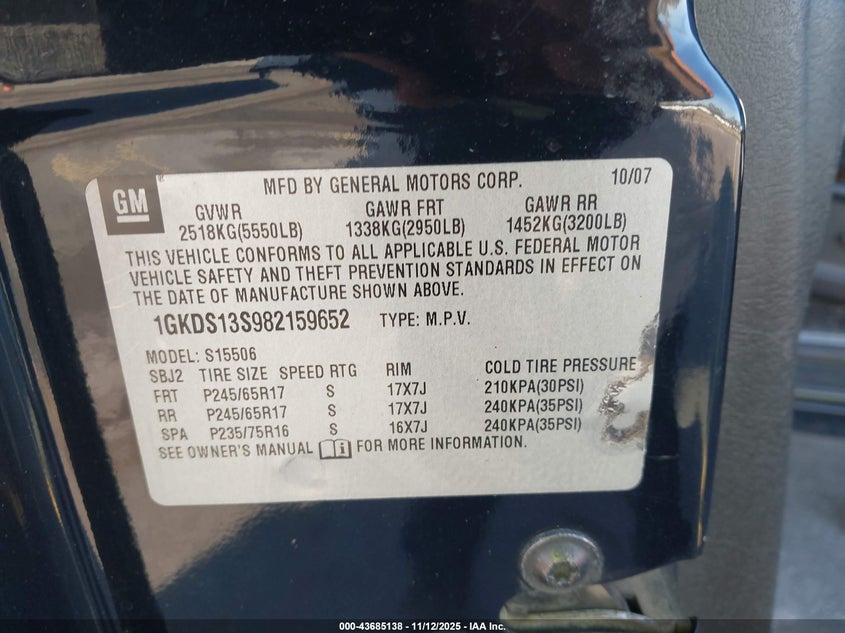 GM
MFD BY GENERAL MOTORS CORP. 10/07
GVWR GAWR FRT GAWR RR
2518KG(5550LB) 1338KG(2950LB) 1452KG(3200LB)
THIS VEHICLE CONFORMS TO ALL APPLICABLE U.S. FEDERAL MOTOR
VEHICLE SAFETY AND THEFT PREVENTION STANDARDS IN EFFECT ON
THE DATE OF MANUFACTURE SHOWN ABOVE.
1GKDS13S982159652 TYPE: M.P.V.
MODEL: S15506
SBJ2 TIRE SIZE SPEED RTG RIM COLD TIRE PRESSURE
FRT P245/65R17 S 17X7J 210KPA(30PSI)
RR P245/65R17 S 17X7J 240KPA(35PSI)
SPA P235/75R16 S 16X7J 240KPA(35PSI)
SEE OWNER'S MANUAL FOR MORE INFORMATION.
000-43685138 - 11/12/2025 - IAA Inc.